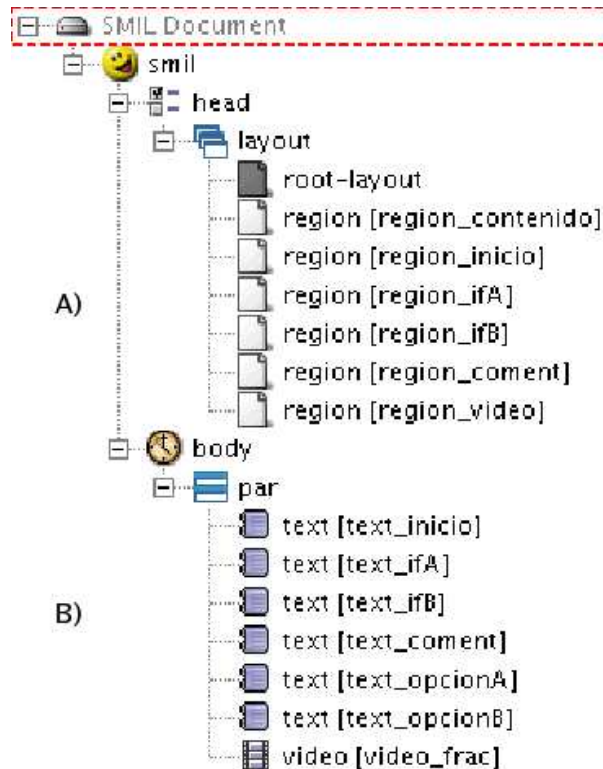 SMIL Document
smil
head
layout
root-layout
region [region_contenido]
region [region_inicio]
A) region [region_ifA]
region [region_ifB]
region [region_coment]
region [region_video]
body
par
text [text_inicio]
text [text_ifA]
B) text [text_ifB]
text [text_coment]
text [text_opcionA]
text [text_opcionB]
video [video_frac]